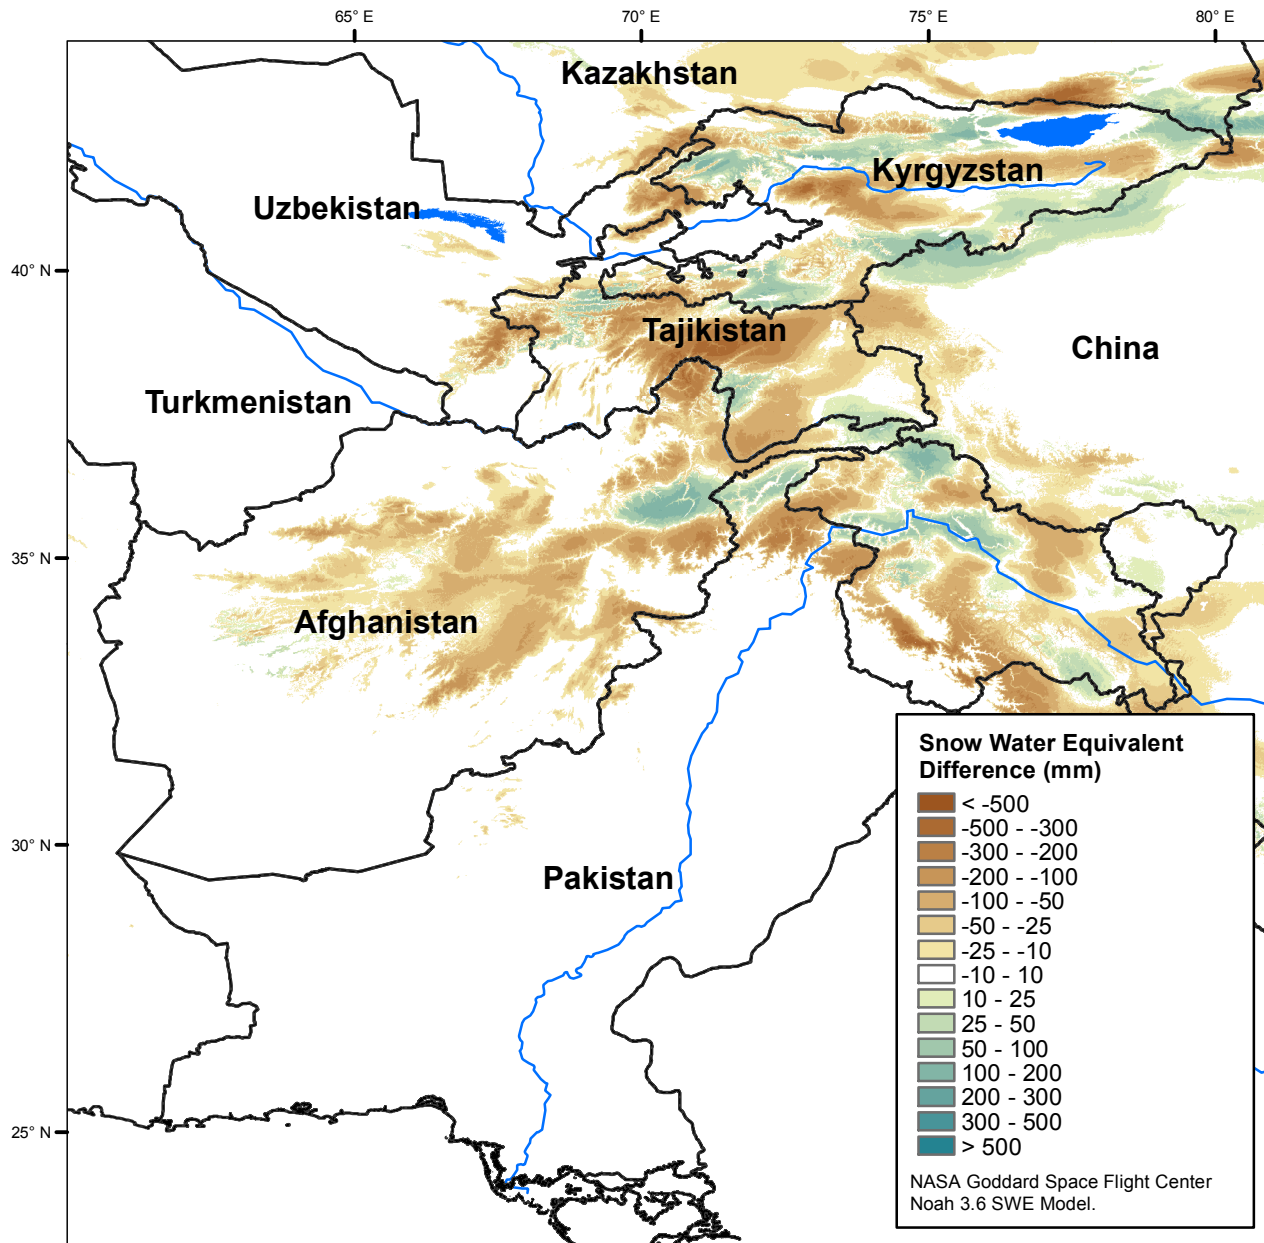 65° E
70° E
75° E
80° E
Kazakhstan
Kyrgyzstan
Uzbekistan
40° N
Tajikistan
China
Turkmenistan
35° N
Afghanistan
30° N
Pakistan
25° N
Snow Water Equivalent
Difference (mm)
< -500
-500 - -300
-300 - -200
-200 - -100
-100 - -50
-50 - -25
-25 - -10
-10 - 10
10 - 25
25 - 50
50 - 100
100 - 200
200 - 300
300 - 500
> 500
NASA Goddard Space Flight Center
Noah 3.6 SWE Model.